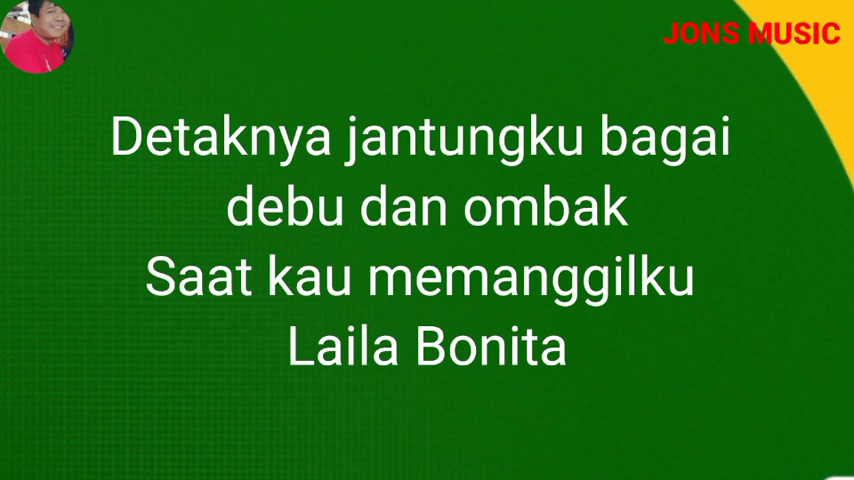 JONS MUSIC
Detaknya jantungku bagai
debu dan ombak
Saat kau memanggilku
Laila Bonita